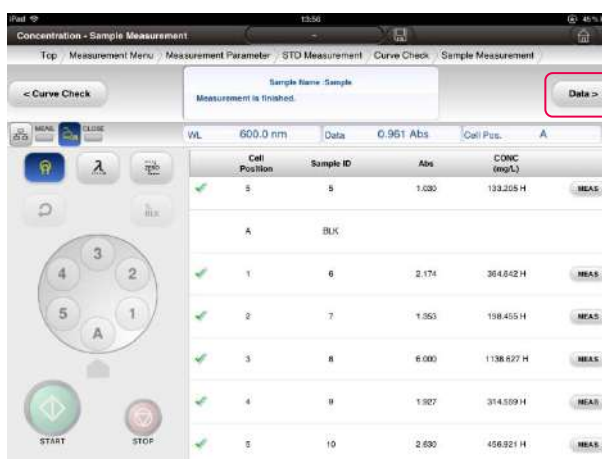 iPad 13:56 45%
Concentration - Sample Measurement -
Top Measurement Menu Measurement Parameter STD Measurement Curve Check Sample Measurement
< Curve Check
Sample Name :Sample
Measurement is finished.
Data >
MEAS CLOSE
WL 600.0 nm Data 0.961 Abs Cell Pos. A
Cell Position Sample ID Abs CONC (mg/L)
5 5 1.030 133.205 H MEAS
A BLK
1 6 2.174 364.842 H MEAS
2 7 1.353 198.455 H MEAS
3 8 6.000 1138.627 H MEAS
4 9 1.927 314.509 H MEAS
5 10 2.630 456.921 H MEAS
λ
BLK
3
4 2
5 1
A
START STOP